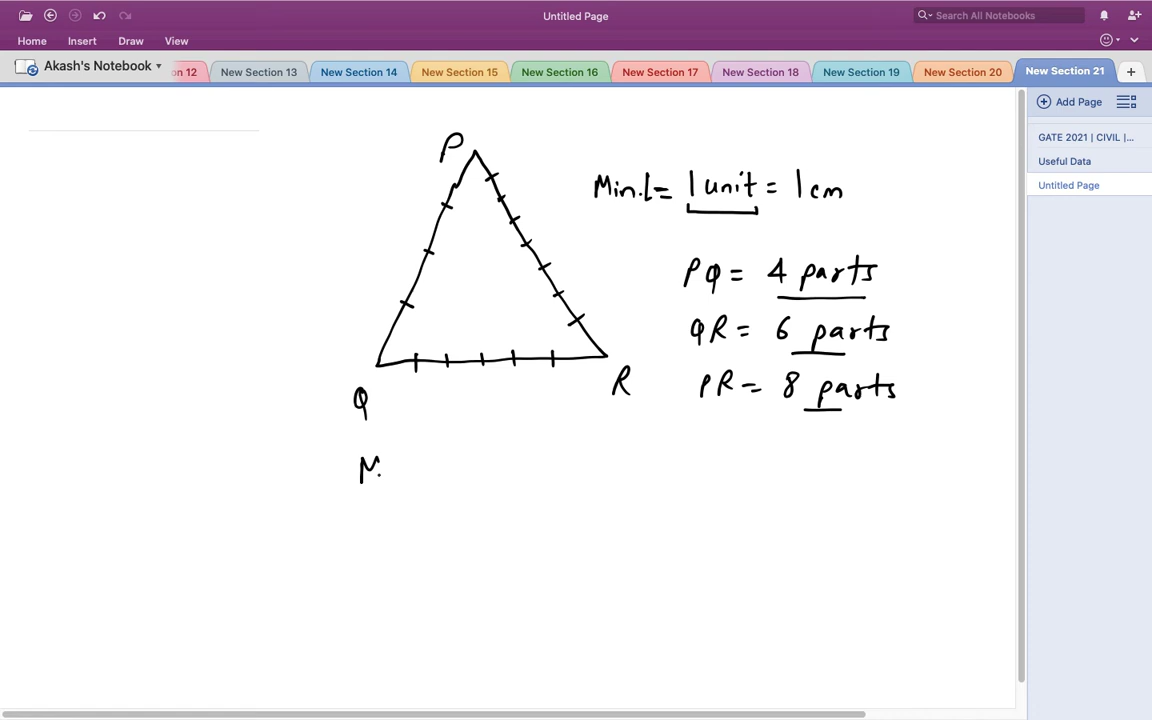 Untitled Page
Search All Notebooks
Home Insert Draw View
Akash's Notebook
on 12 New Section 13 New Section 14 New Section 15 New Section 16 New Section 17 New Section 18 New Section 19 New Section 20 New Section 21
Add Page
GATE 2021 | CIVIL |...
Useful Data
Untitled Page
P
Min.L = 1 unit = 1 cm
PQ = 4 parts
QR = 6 parts
PR = 8 parts
R
Q
M.